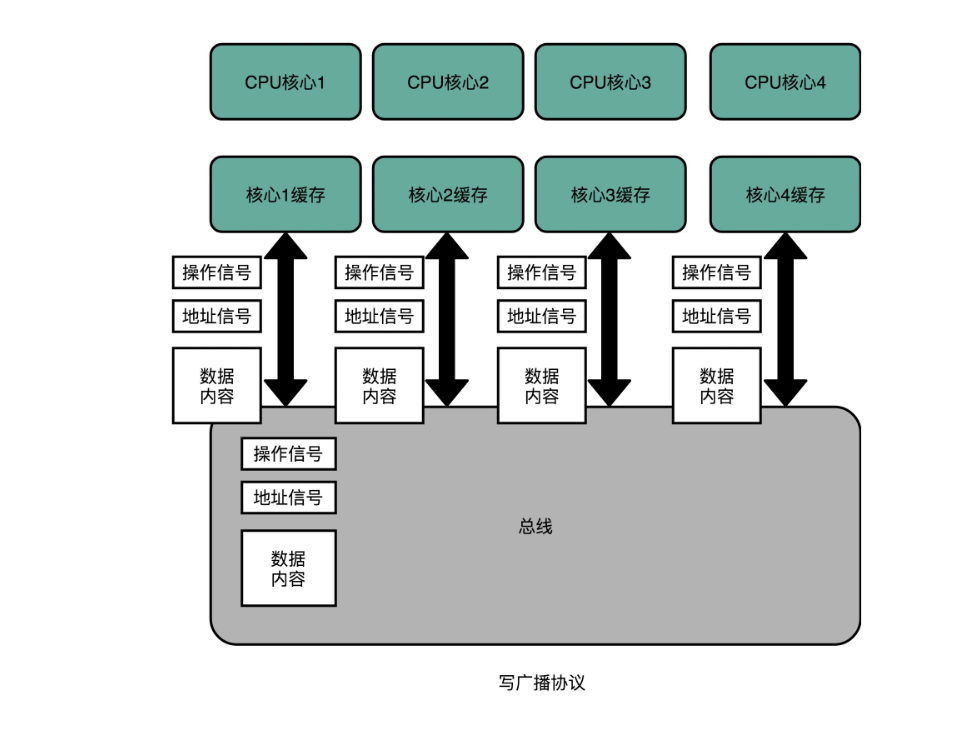 CPU核心1
CPU核心2
CPU核心3
CPU核心4
核心1缓存
核心2缓存
核心3缓存
核心4缓存
操作信号
操作信号
操作信号
操作信号
地址信号
地址信号
地址信号
地址信号
数据
内容
数据
内容
数据
内容
数据
内容
操作信号
地址信号
数据
内容
总线
写广播协议